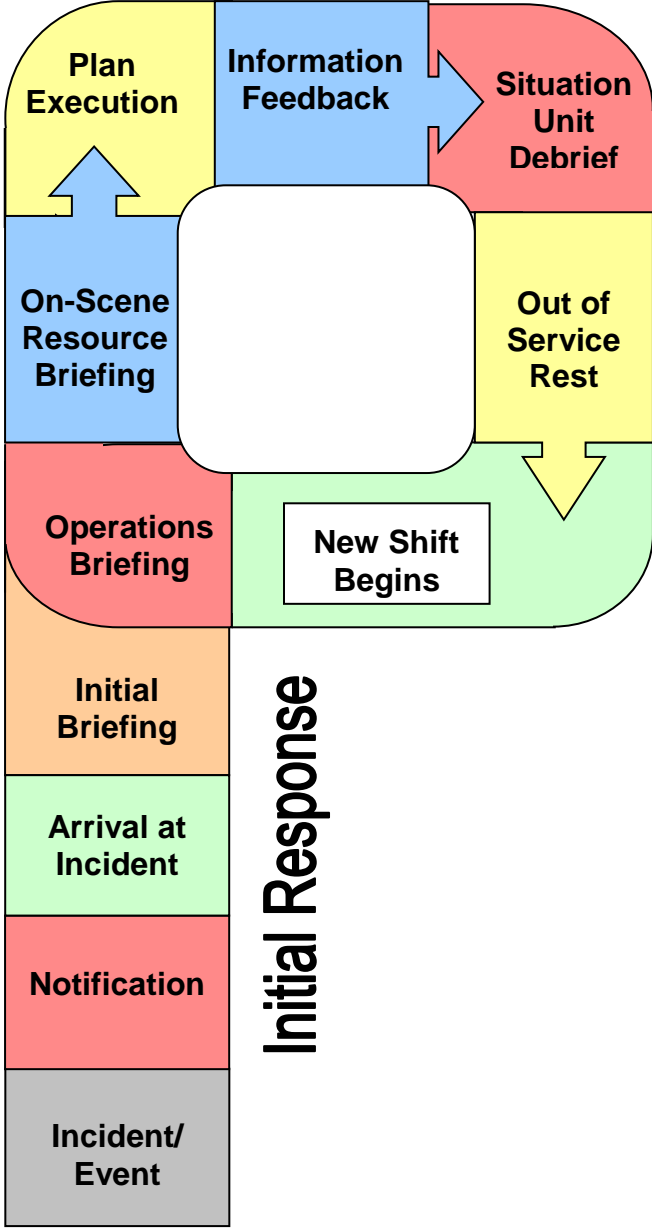 Plan
Execution
Information
Feedback
Situation
Unit
Debrief
On-Scene
Resource
Briefing
Out of
Service
Rest
Operations
Briefing
New Shift
Begins
Initial
Briefing
Arrival at
Incident
Notification
Incident/
Event
Initial Response